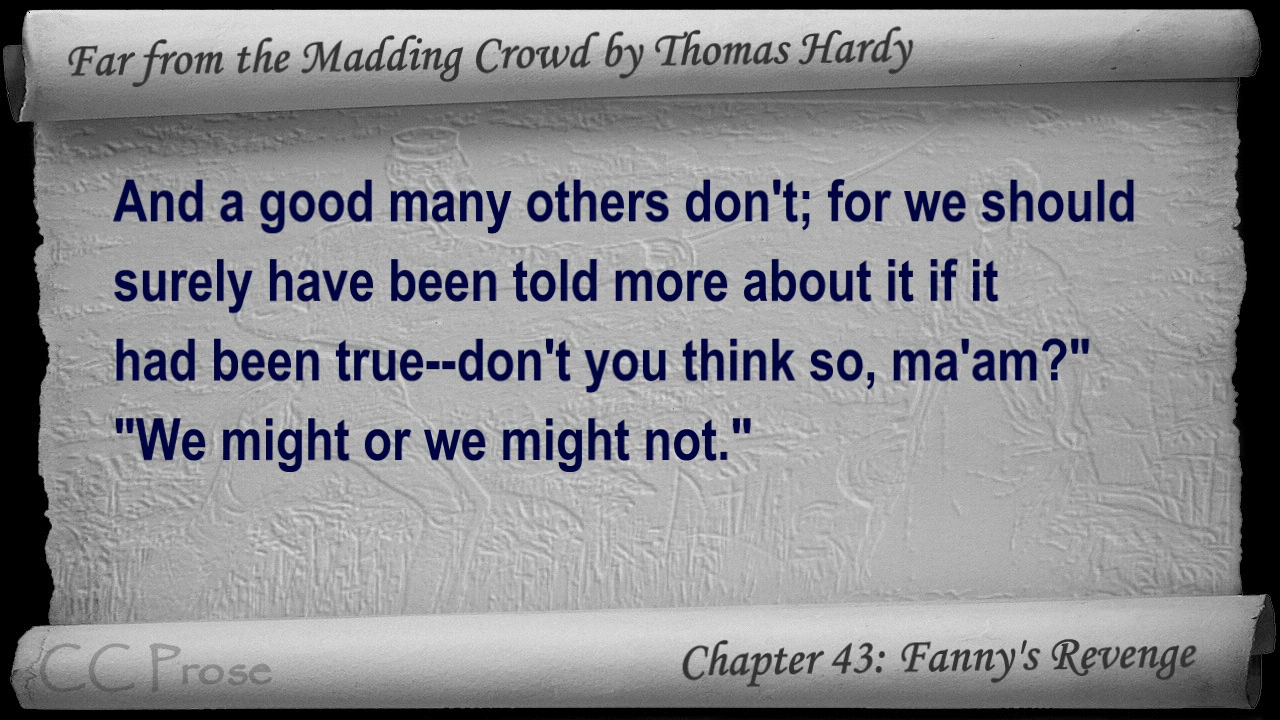 Far from the Madding Crowd by Thomas Hardy
And a good many others don't; for we should
surely have been told more about it if it
had been true--don't you think so, ma'am?"
"We might or we might not."
CC Prose
Chapter 43: Fanny's Revenge